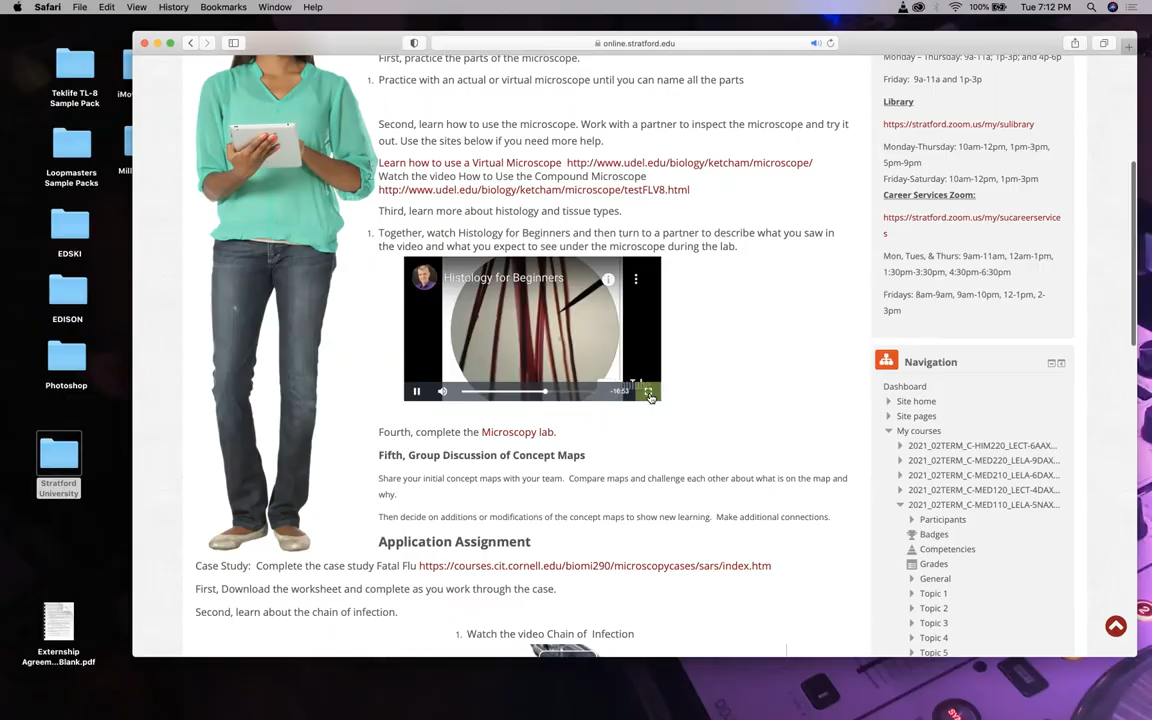 Safari File Edit View History Bookmarks Window Help
100% Tue 7:12 PM
Teklife TL-8
Sample Pack
iMov
Loopmasters
Sample Packs
Mill
EDSKI
EDISON
Photoshop
Stratford
University
Externship
Agreem...Blank.pdf
online.stratford.edu
First, practice the parts of the microscope.
1. Practice with an actual or virtual microscope until you can name all the parts
Second, learn how to use the microscope. Work with a partner to inspect the microscope and try it
out. Use the sites below if you need more help.
1. Learn how to use a Virtual Microscope http://www.udel.edu/biology/ketcham/microscope/
2. Watch the video How to Use the Compound Microscope
http://www.udel.edu/biology/ketcham/microscope/testFLV8.html
Third, learn more about histology and tissue types.
1. Together, watch Histology for Beginners and then turn to a partner to describe what you saw in
the video and what you expect to see under the microscope during the lab.
Histology for Beginners
-16:53
Fourth, complete the Microscopy lab.
Fifth, Group Discussion of Concept Maps
Share your initial concept maps with your team. Compare maps and challenge each other about what is on the map and
why.
Then decide on additions or modifications of the concept maps to show new learning. Make additional connections.
Application Assignment
Case Study: Complete the case study Fatal Flu https://courses.cit.cornell.edu/biomi290/microscopycases/sars/index.htm
First, Download the worksheet and complete as you work through the case.
Second, learn about the chain of infection.
1. Watch the video Chain of Infection
Monday – Thursday: 9a-11a; 1p-3p; and 4p-6p
Friday: 9a-11a and 1p-3p
Library
https://stratford.zoom.us/my/sulibrary
Monday-Thursday: 10am-12pm, 1pm-3pm,
5pm-9pm
Friday-Saturday: 10am-12pm, 1pm-3pm
Career Services Zoom:
https://stratford.zoom.us/my/sucareerservice
s
Mon, Tues, & Thurs: 9am-11am, 12am-1pm,
1:30pm-3:30pm, 4:30pm-6:30pm
Fridays: 8am-9am, 9am-10pm, 12-1pm, 2-
3pm
Navigation
Dashboard
Site home
Site pages
My courses
2021_02TERM_C-HIM220_LECT-6AAX...
2021_02TERM_C-MED220_LELA-9DAX...
2021_02TERM_C-MED210_LELA-6DAX...
2021_02TERM_C-MED120_LECT-4DAX...
2021_02TERM_C-MED110_LELA-5NAX...
Participants
Badges
Competencies
Grades
General
Topic 1
Topic 2
Topic 3
Topic 4
Topic 5